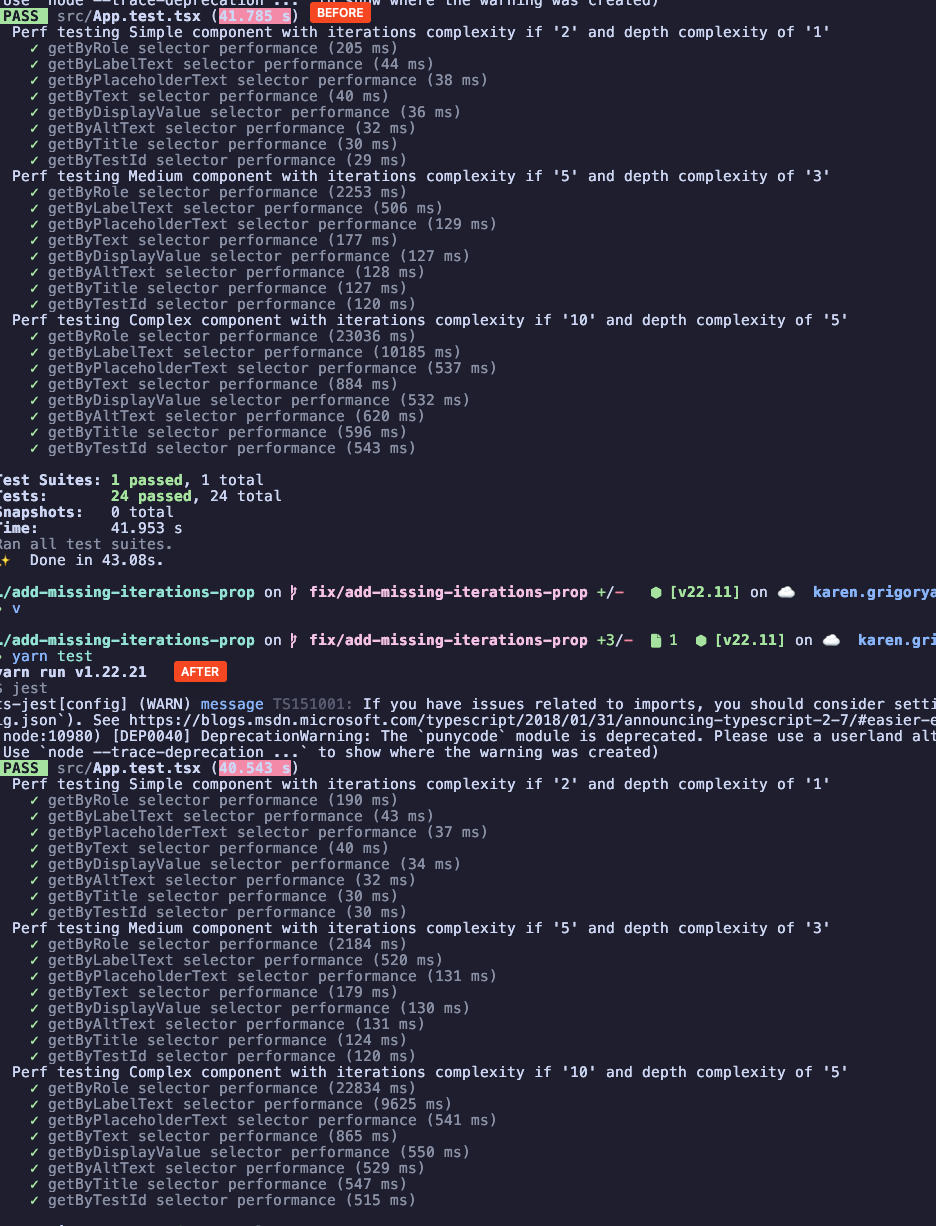 Use `node --trace-deprecation ...` to show where the warning was created)
PASS src/App.test.tsx (41.785 s) BEFORE
Perf testing Simple component with iterations complexity if '2' and depth complexity of '1'
✓ getByRole selector performance (205 ms)
✓ getByLabelText selector performance (44 ms)
✓ getByPlaceholderText selector performance (38 ms)
✓ getByText selector performance (40 ms)
✓ getByDisplayValue selector performance (36 ms)
✓ getByAltText selector performance (32 ms)
✓ getByTitle selector performance (30 ms)
✓ getByTestId selector performance (29 ms)
Perf testing Medium component with iterations complexity if '5' and depth complexity of '3'
✓ getByRole selector performance (2253 ms)
✓ getByLabelText selector performance (506 ms)
✓ getByPlaceholderText selector performance (129 ms)
✓ getByText selector performance (177 ms)
✓ getByDisplayValue selector performance (127 ms)
✓ getByAltText selector performance (128 ms)
✓ getByTitle selector performance (127 ms)
✓ getByTestId selector performance (120 ms)
Perf testing Complex component with iterations complexity if '10' and depth complexity of '5'
✓ getByRole selector performance (23036 ms)
✓ getByLabelText selector performance (10185 ms)
✓ getByPlaceholderText selector performance (537 ms)
✓ getByText selector performance (884 ms)
✓ getByDisplayValue selector performance (532 ms)
✓ getByAltText selector performance (620 ms)
✓ getByTitle selector performance (596 ms)
✓ getByTestId selector performance (543 ms)
Test Suites: 1 passed, 1 total
Tests: 24 passed, 24 total
Snapshots: 0 total
Time: 41.953 s
Ran all test suites.
✨ Done in 43.08s.
./add-missing-iterations-prop on fix/add-missing-iterations-prop +/- [v22.11] on karen.grigorya
v
./add-missing-iterations-prop on fix/add-missing-iterations-prop +3/- 1 [v22.11] on karen.gri
yarn test
yarn run v1.22.21 AFTER
$ jest
ts-jest[config] (WARN) message TS151001: If you have issues related to imports, you should consider setti
ig.json`). See https://blogs.msdn.microsoft.com/typescript/2018/01/31/announcing-typescript-2-7/#easier-e
node:10980) [DEP0040] DeprecationWarning: The `punycode` module is deprecated. Please use a userland alt
Use `node --trace-deprecation ...` to show where the warning was created)
PASS src/App.test.tsx (40.543 s)
Perf testing Simple component with iterations complexity if '2' and depth complexity of '1'
✓ getByRole selector performance (190 ms)
✓ getByLabelText selector performance (43 ms)
✓ getByPlaceholderText selector performance (37 ms)
✓ getByText selector performance (40 ms)
✓ getByDisplayValue selector performance (34 ms)
✓ getByAltText selector performance (32 ms)
✓ getByTitle selector performance (30 ms)
✓ getByTestId selector performance (30 ms)
Perf testing Medium component with iterations complexity if '5' and depth complexity of '3'
✓ getByRole selector performance (2184 ms)
✓ getByLabelText selector performance (520 ms)
✓ getByPlaceholderText selector performance (131 ms)
✓ getByText selector performance (179 ms)
✓ getByDisplayValue selector performance (130 ms)
✓ getByAltText selector performance (131 ms)
✓ getByTitle selector performance (124 ms)
✓ getByTestId selector performance (120 ms)
Perf testing Complex component with iterations complexity if '10' and depth complexity of '5'
✓ getByRole selector performance (22834 ms)
✓ getByLabelText selector performance (9625 ms)
✓ getByPlaceholderText selector performance (541 ms)
✓ getByText selector performance (865 ms)
✓ getByDisplayValue selector performance (550 ms)
✓ getByAltText selector performance (529 ms)
✓ getByTitle selector performance (547 ms)
✓ getByTestId selector performance (515 ms)